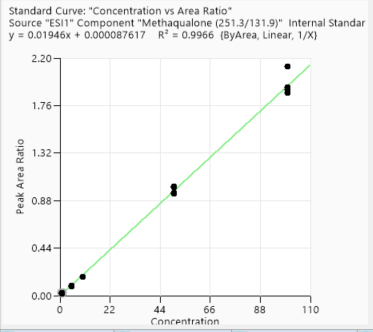 Standard Curve: "Concentration vs Area Ratio"
Source "ESI1" Component "Methaqualone (251.3/131.9)" Internal Standar
y = 0.01946x + 0.000087617 R² = 0.9966 (ByArea, Linear, 1/X)
2.20
1.76
1.32
0.88
0.44
0.00
Peak Area Ratio
0 22 44 66 88 110
Concentration